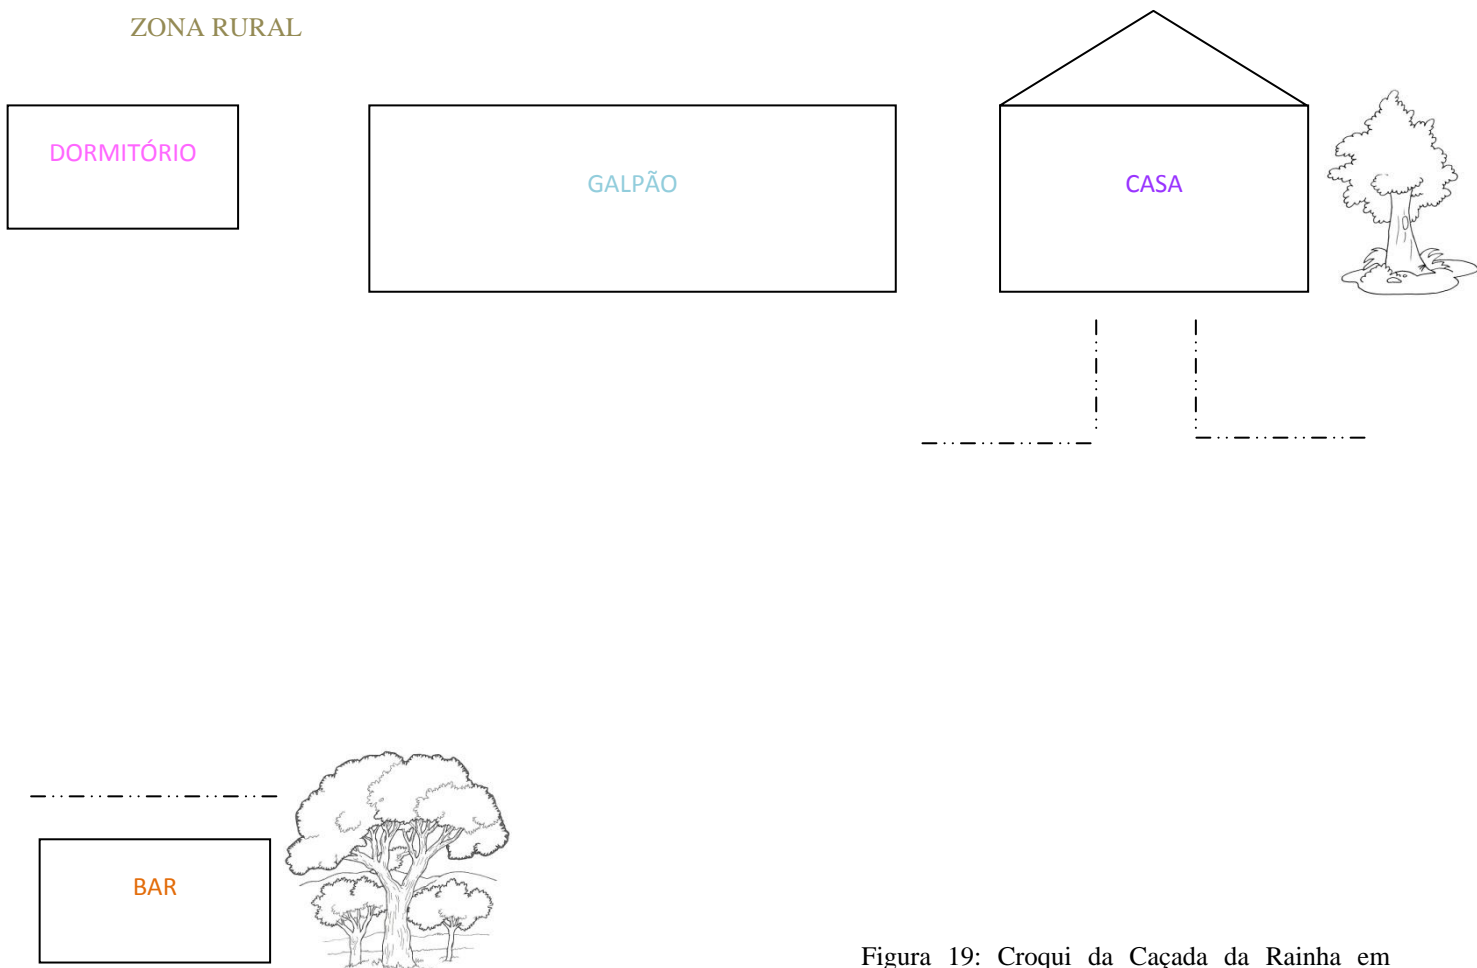 ZONA RURAL
DORMITÓRIO
GALPÃO
CASA
BAR
Figura 19: Croqui da Caçada da Rainha em